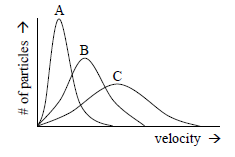 A
B
C
# of particles →
velocity →